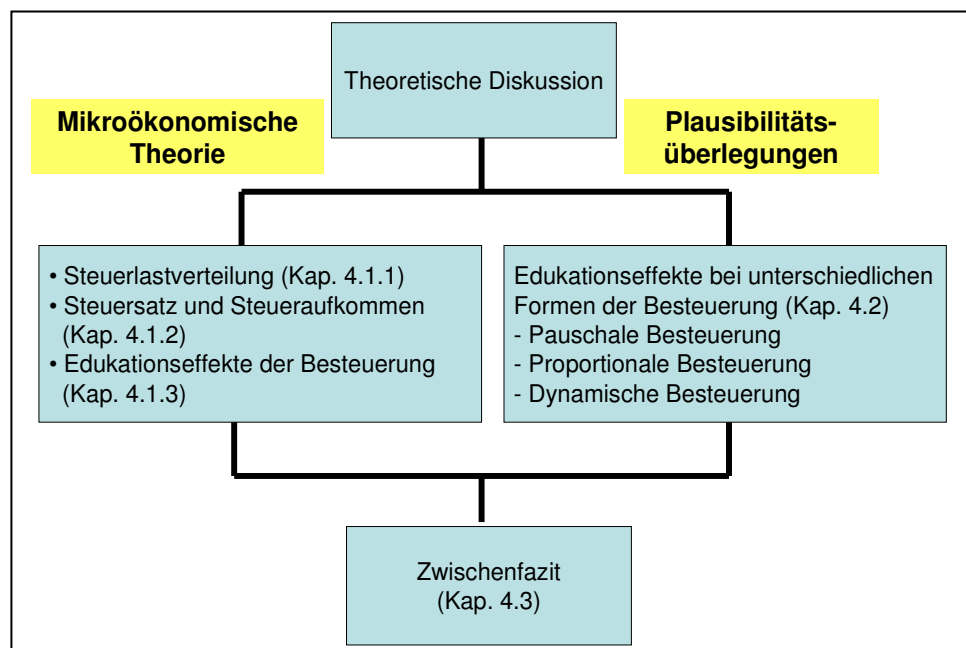 Theoretische Diskussion
Mikroökonomische
Theorie
Plausibilitäts-
überlegungen
• Steuerlastverteilung (Kap. 4.1.1)
• Steuersatz und Steueraufkommen
(Kap. 4.1.2)
• Edukationseffekte der Besteuerung
(Kap. 4.1.3)
Edukationseffekte bei unterschiedlichen
Formen der Besteuerung (Kap. 4.2)
- Pauschale Besteuerung
- Proportionale Besteuerung
- Dynamische Besteuerung
Zwischenfazit
(Kap. 4.3)